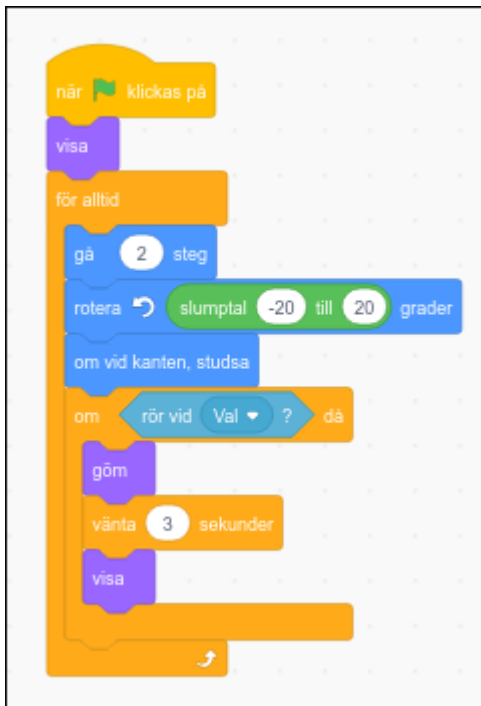 när klickas på
visa
för alltid
gå 2 steg
rotera slumptal -20 till 20 grader
om vid kanten, studsa
om rör vid Val ? då
göm
vänta 3 sekunder
visa